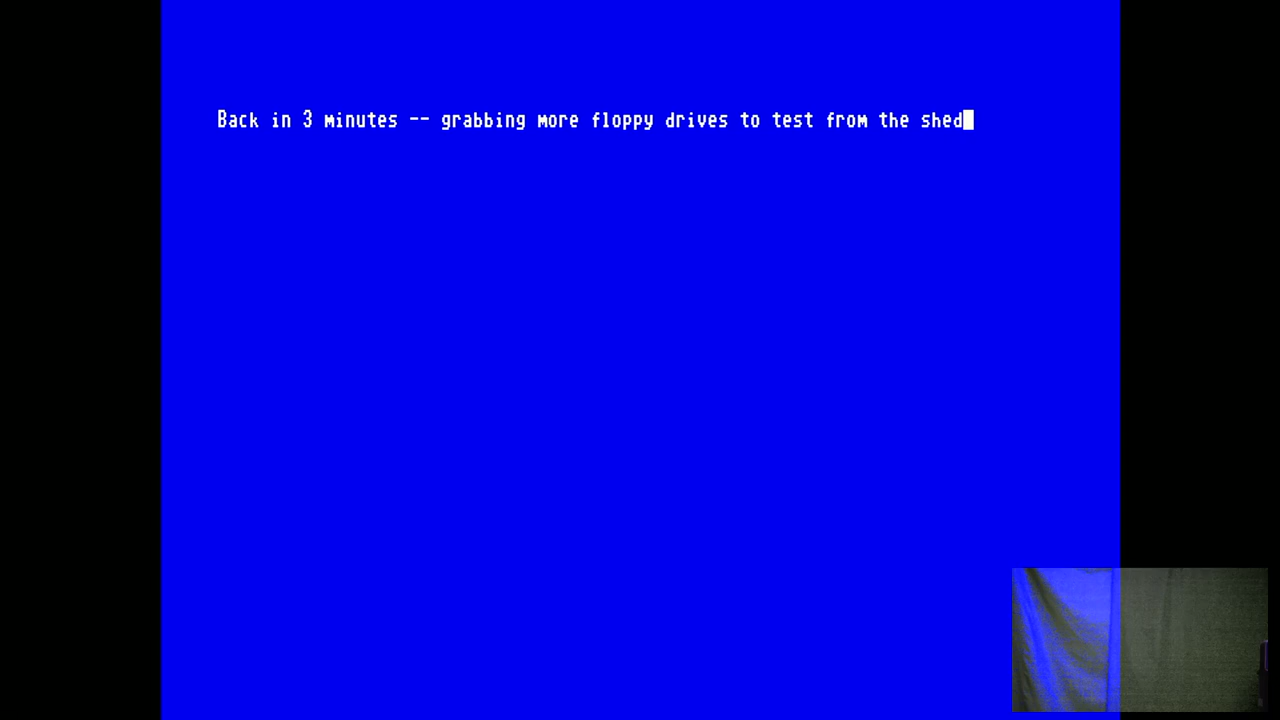 Back in 3 minutes -- grabbing more floppy drives to test from the shed